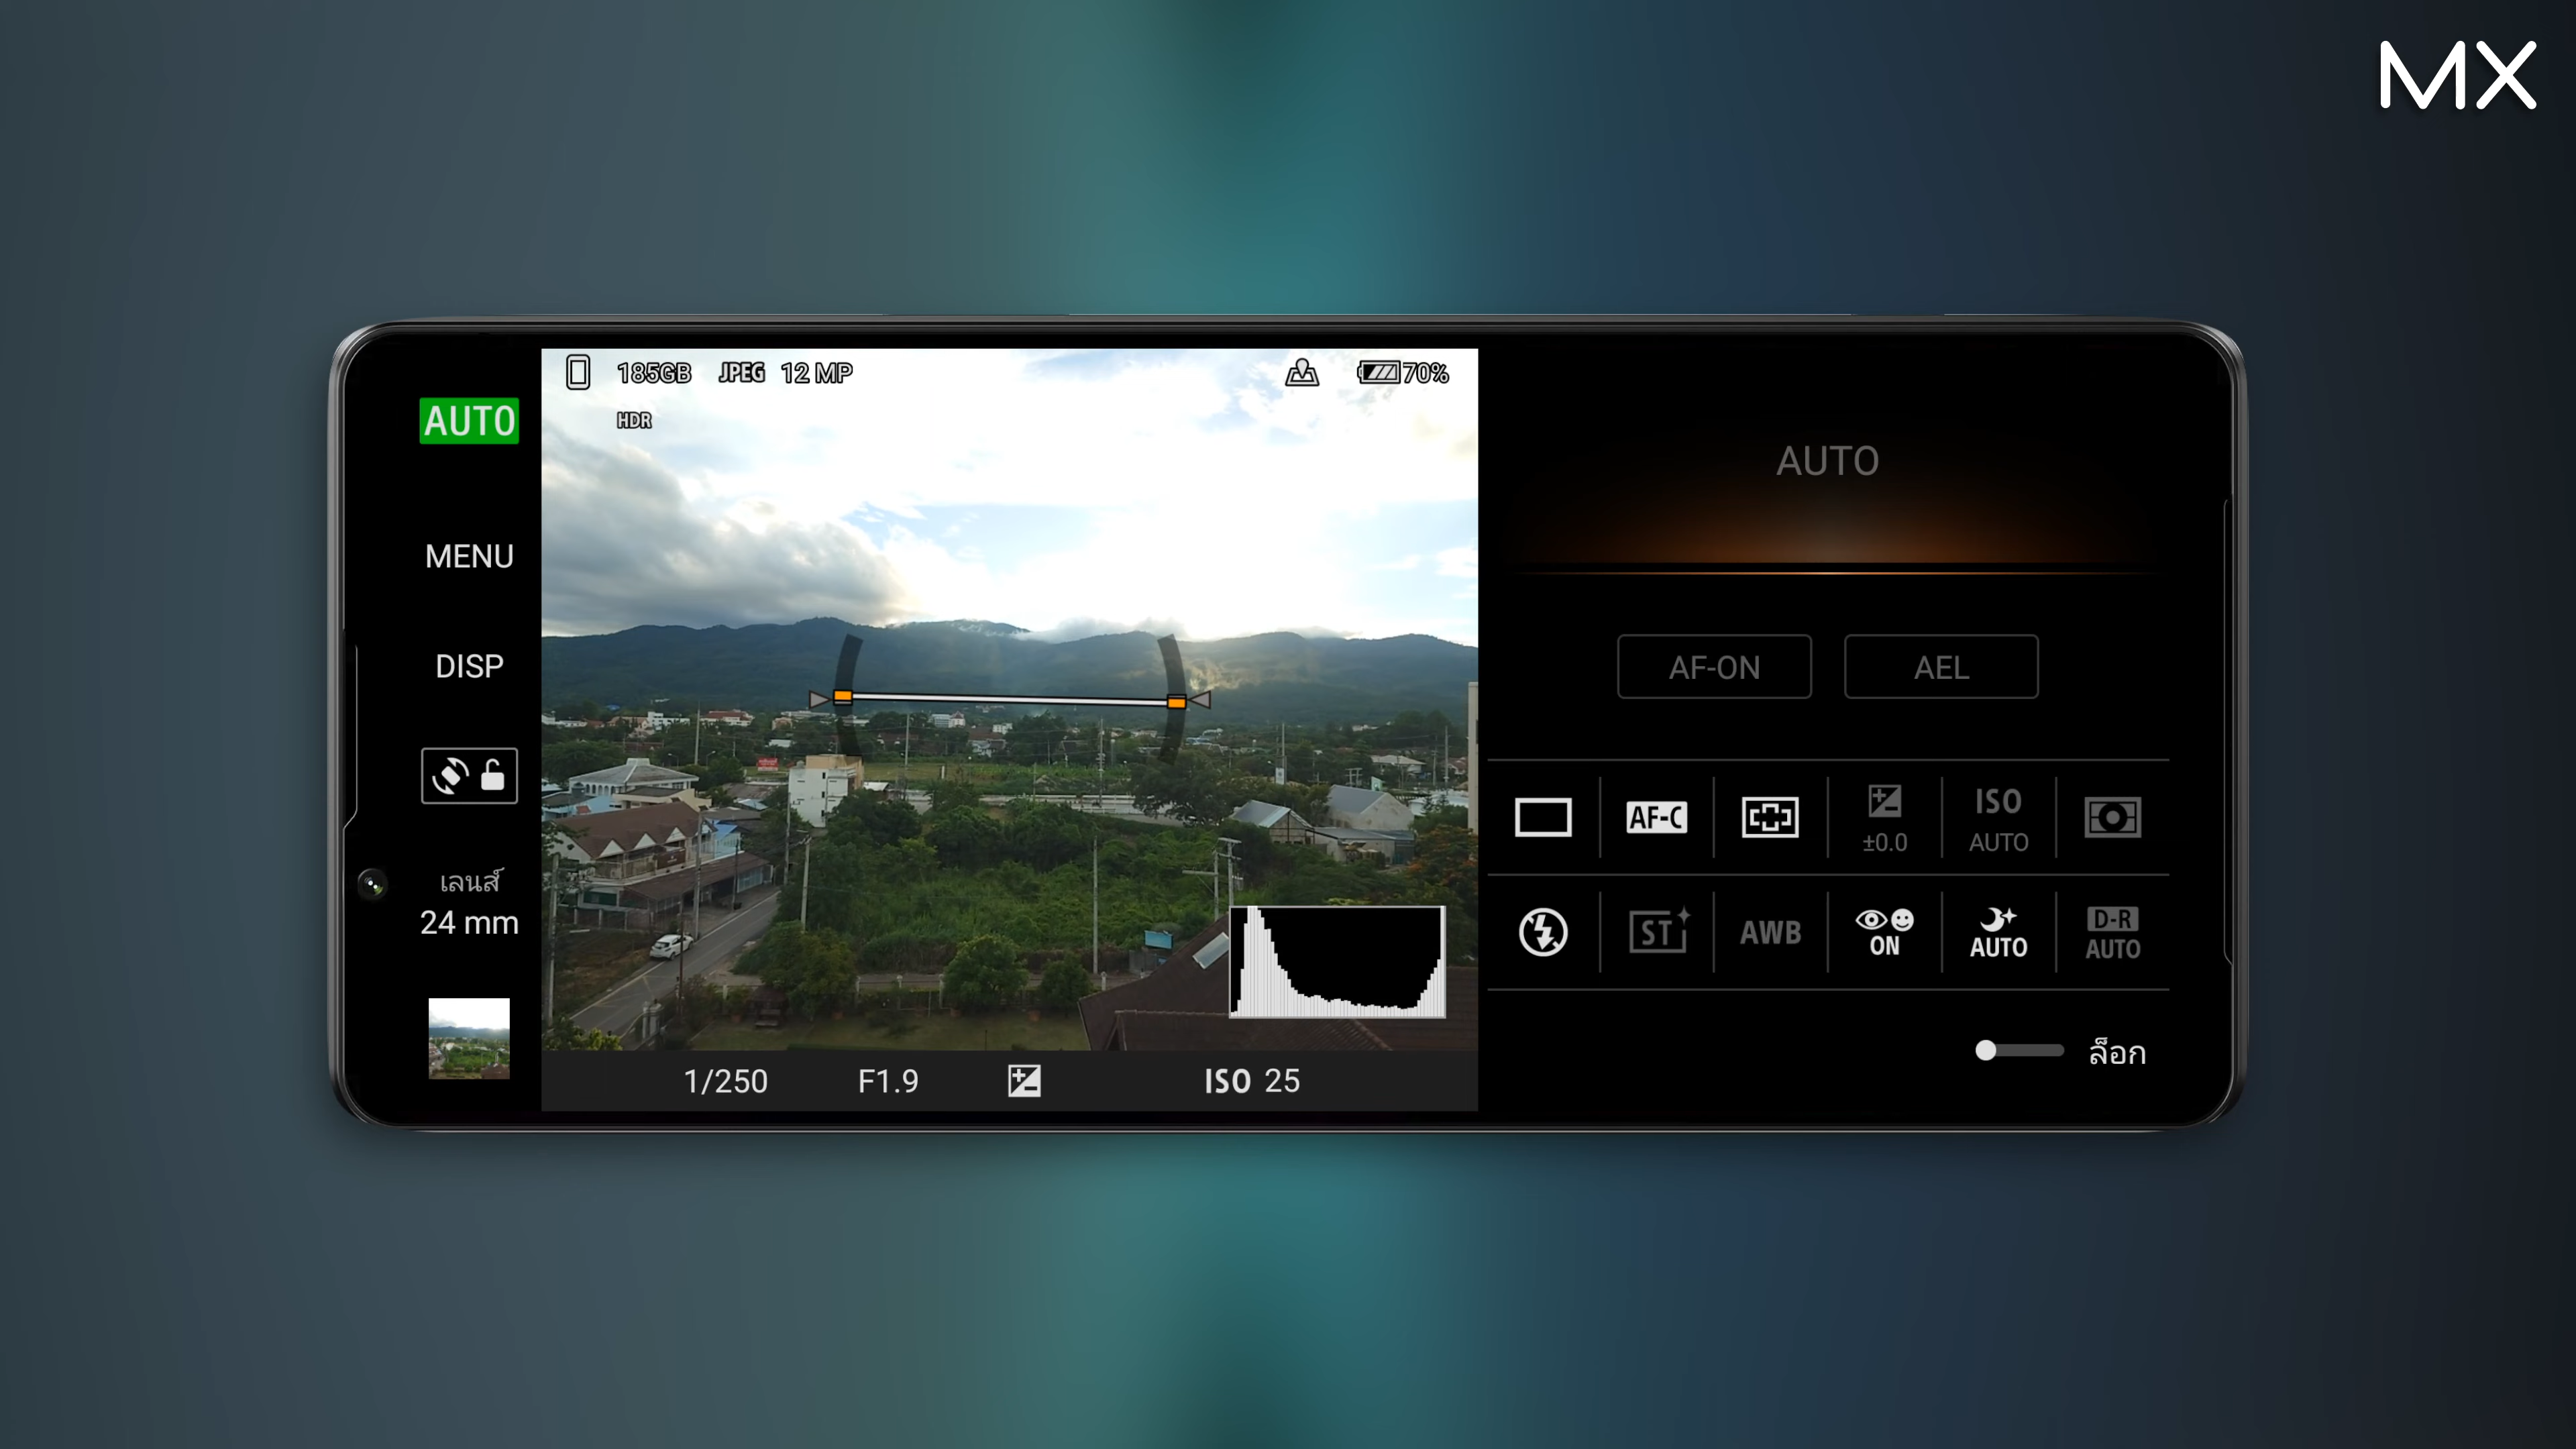 MX
AUTO
MENU
DISP
เลนส์
24 mm
185GB JPEG 12 MP 70%
HDR
1/250 F1.9 ISO 25
AUTO
AF-ON AEL
AF-C ±0.0 ISO AUTO
ST AWB ON AUTO D-R AUTO
ล็อก